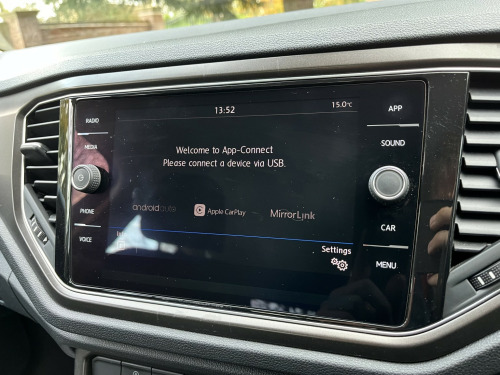 RADIO
MEDIA
PHONE
VOICE
13:52
15.0°C
Welcome to App-Connect
Please connect a device via USB.
androidauto
Apple CarPlay
MirrorLink
Settings
APP
SOUND
CAR
MENU